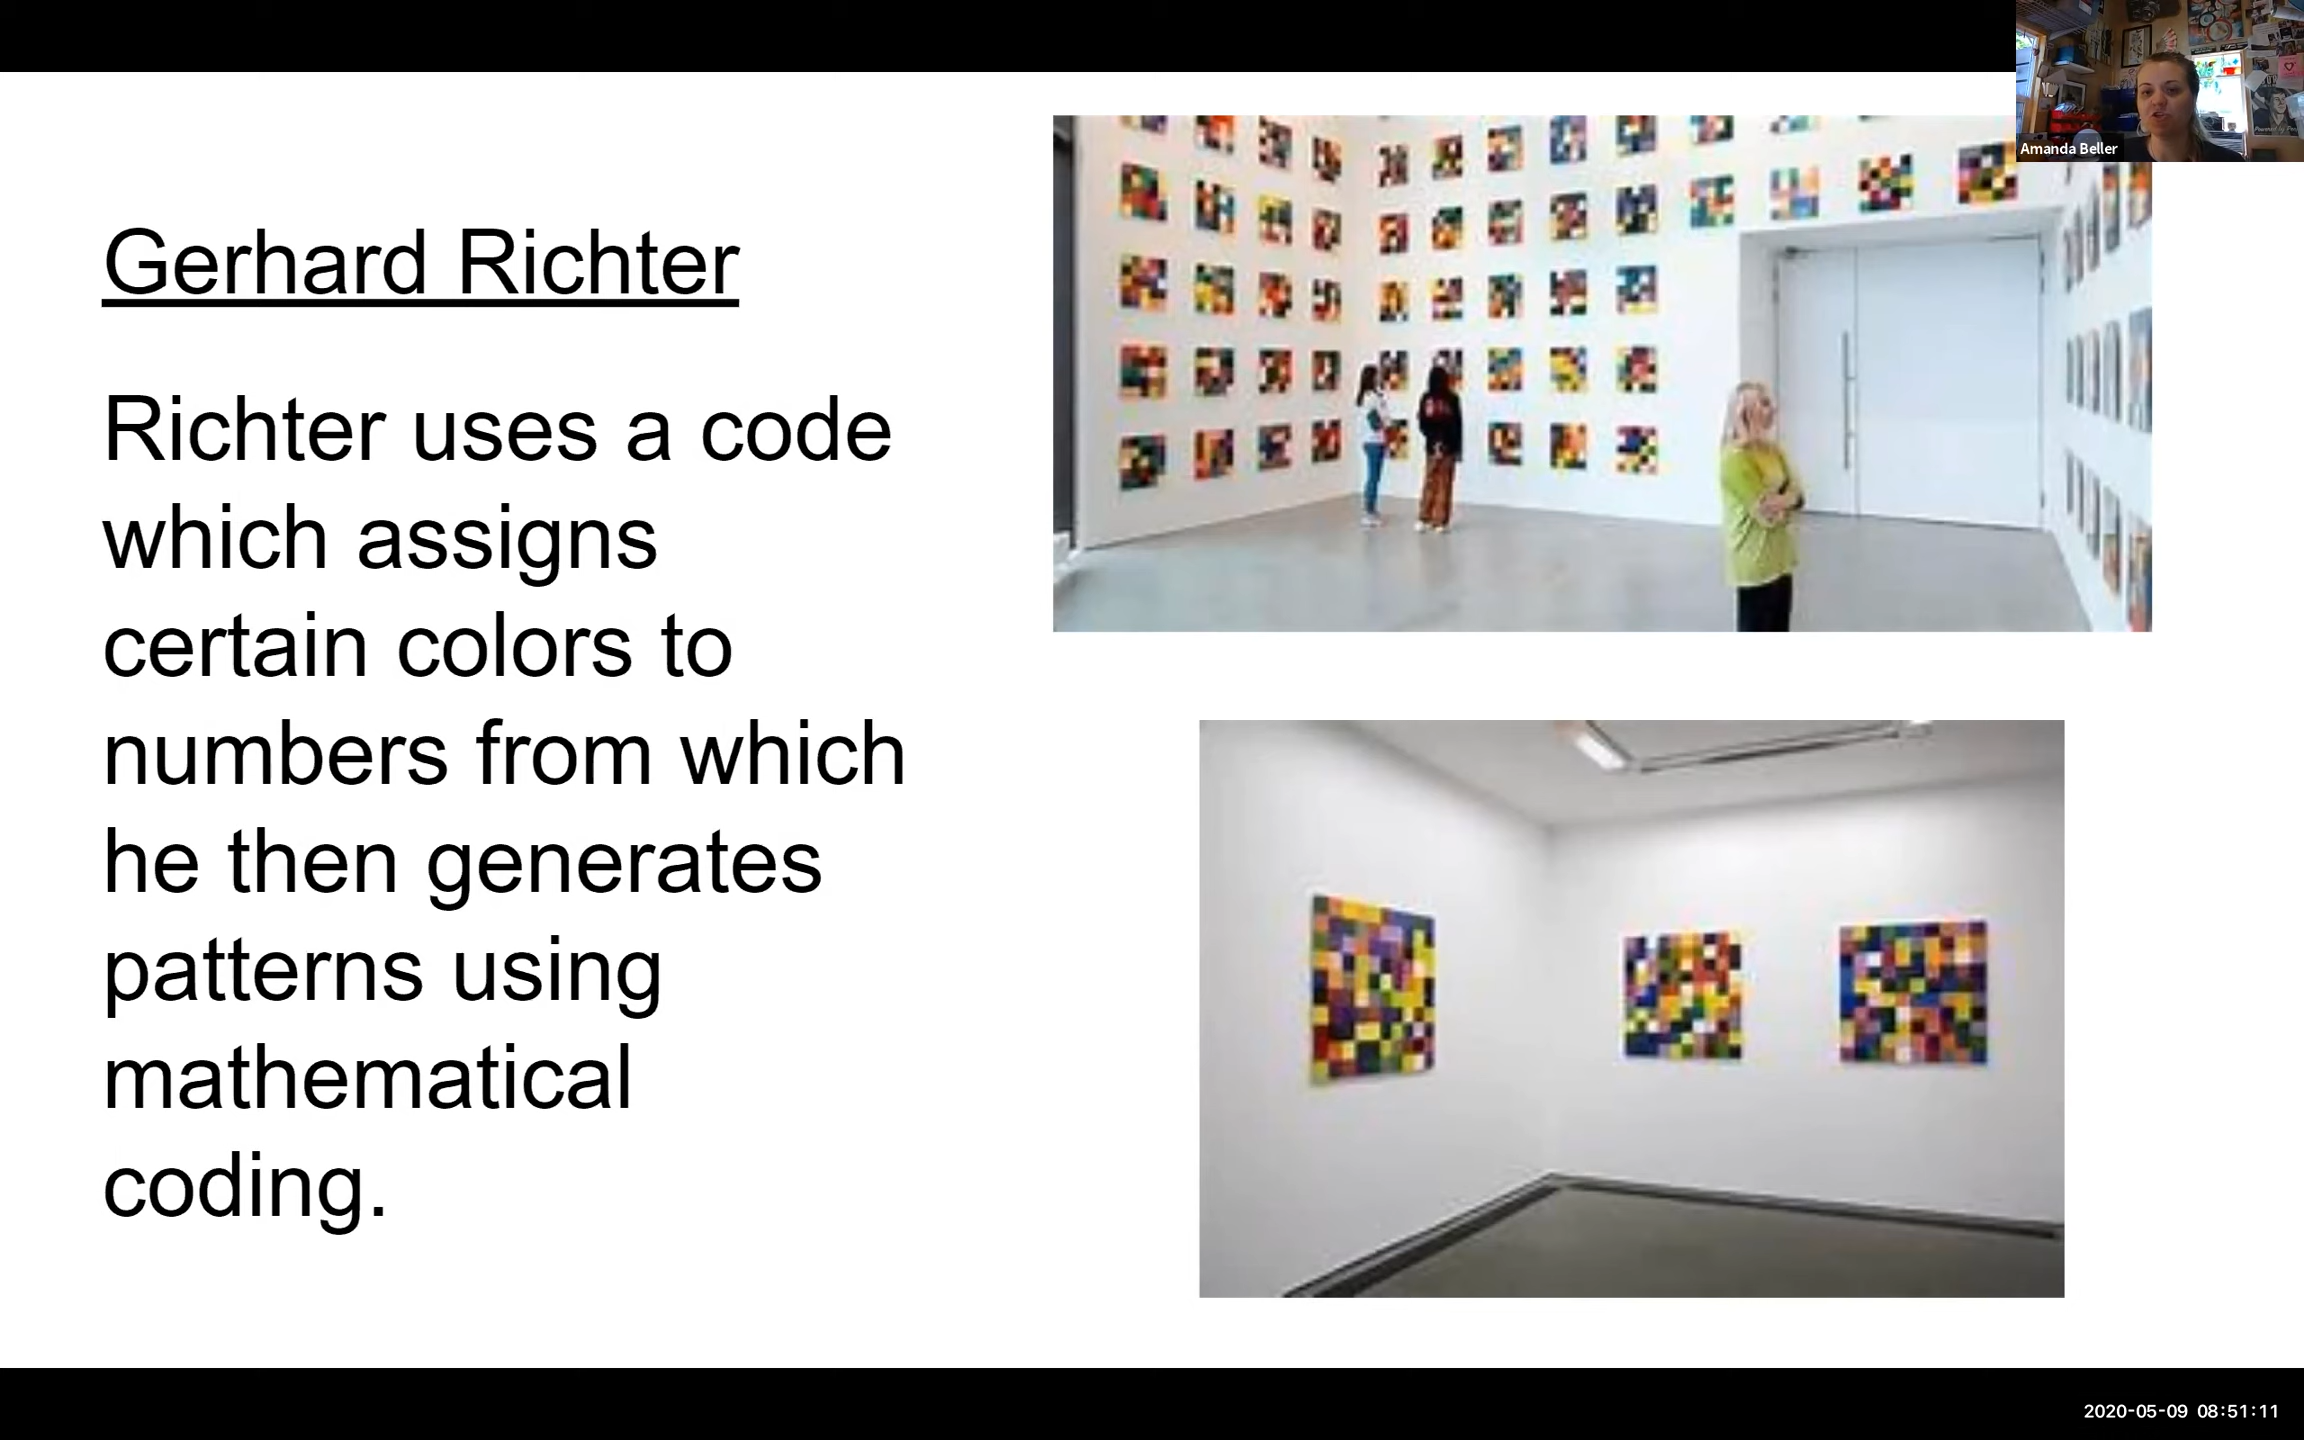 Amanda Beller
Gerhard Richter
Richter uses a code
which assigns
certain colors to
numbers from which
he then generates
patterns using
mathematical
coding.
2020-05-09 08:51:11